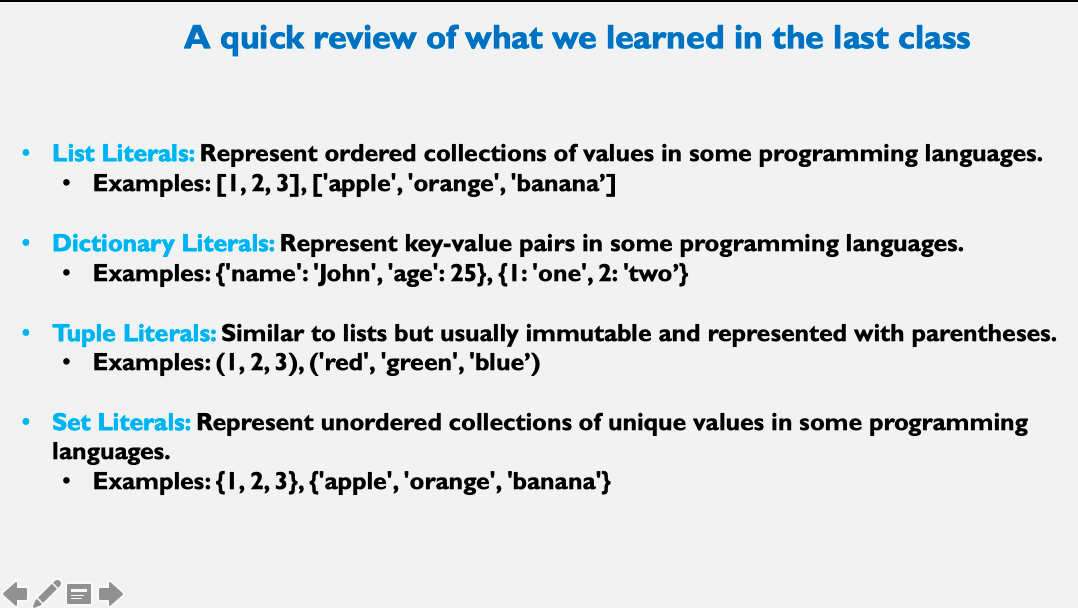 A quick review of what we learned in the last class
• List Literals: Represent ordered collections of values in some programming languages.
• Examples: [1, 2, 3], ['apple', 'orange', 'banana’]
• Dictionary Literals: Represent key-value pairs in some programming languages.
• Examples: {'name': 'John', 'age': 25}, {1: 'one', 2: 'two’}
• Tuple Literals: Similar to lists but usually immutable and represented with parentheses.
• Examples: (1, 2, 3), ('red', 'green', 'blue’)
• Set Literals: Represent unordered collections of unique values in some programming
languages.
• Examples: {1, 2, 3}, {'apple', 'orange', 'banana'}